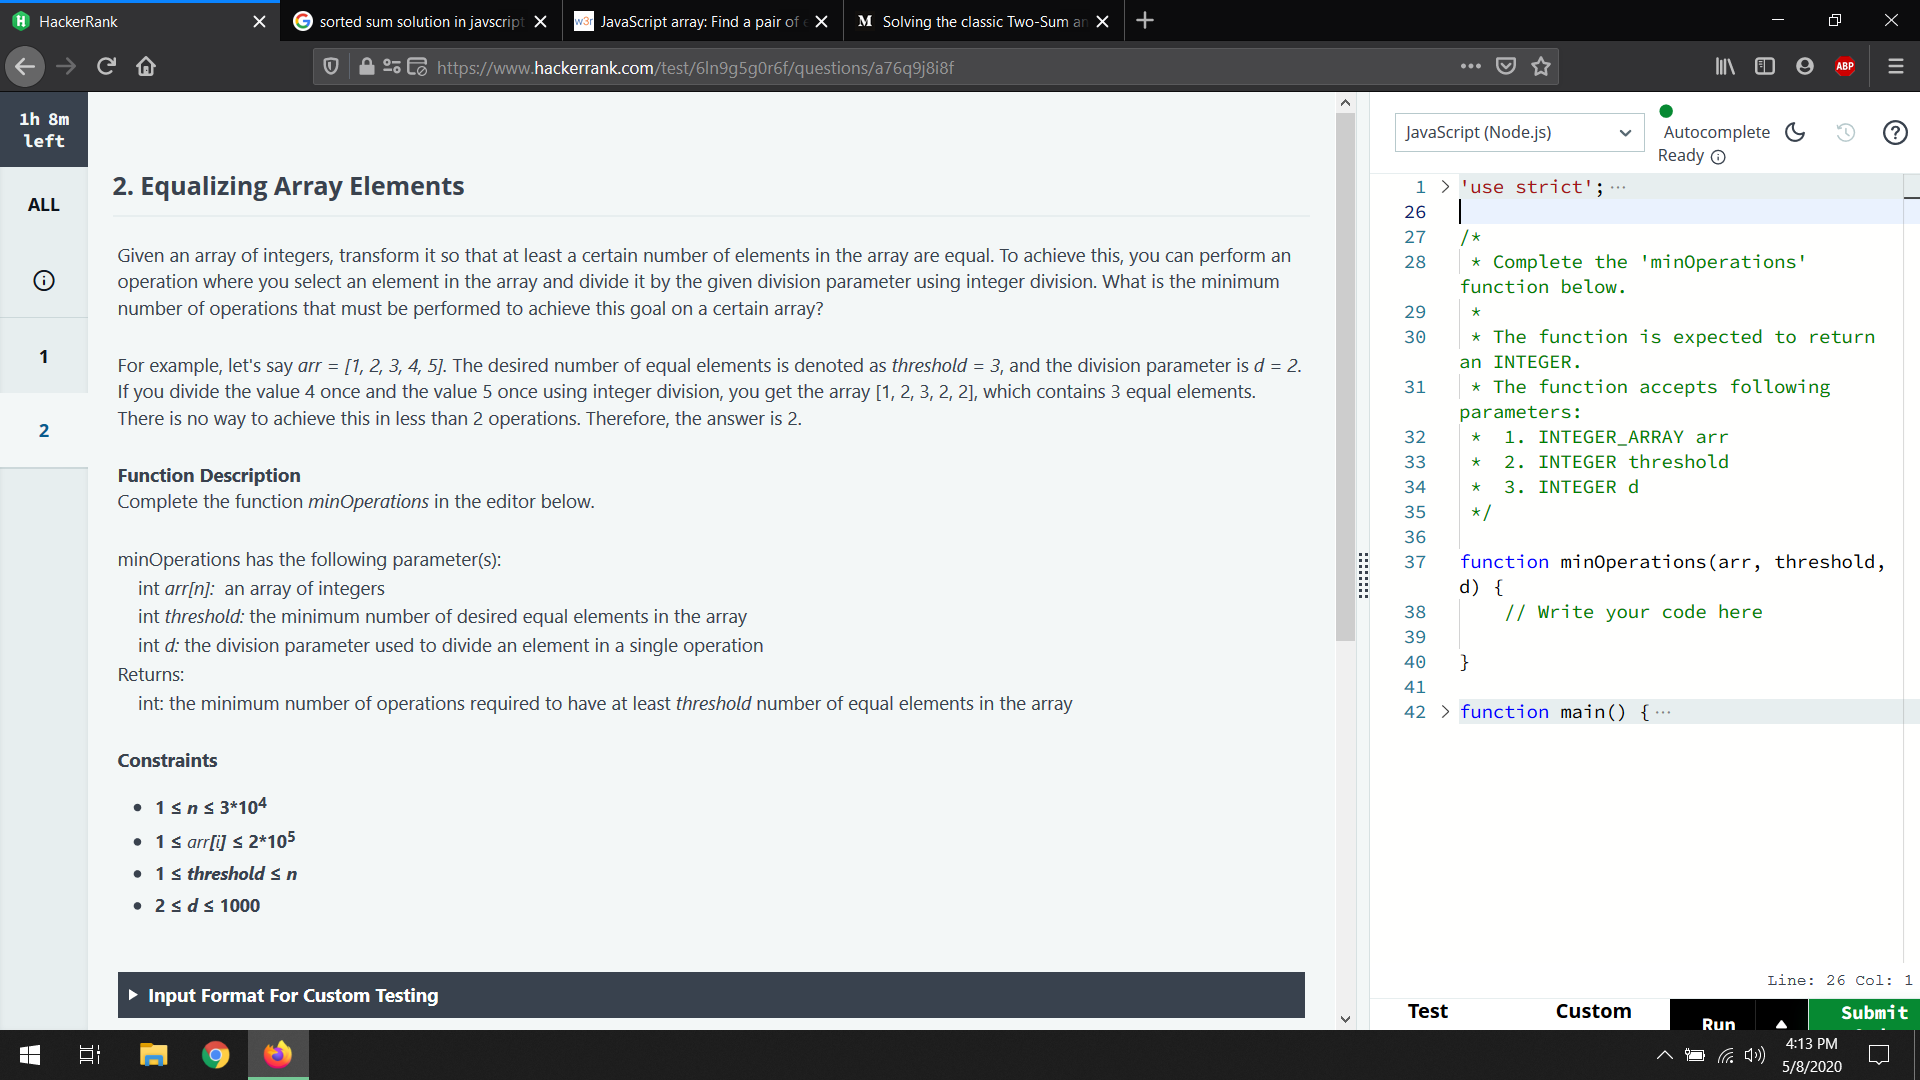 HackerRank
sorted sum solution in javscript
w3r JavaScript array: Find a pair of e
M Solving the classic Two-Sum an
https://www.hackerrank.com/test/6ln9g5g0r6f/questions/a76q9j8i8f
ABP
1h 8m
left
ALL
1
2
2. Equalizing Array Elements
Given an array of integers, transform it so that at least a certain number of elements in the array are equal. To achieve this, you can perform an
operation where you select an element in the array and divide it by the given division parameter using integer division. What is the minimum
number of operations that must be performed to achieve this goal on a certain array?
For example, let's say arr = [1, 2, 3, 4, 5]. The desired number of equal elements is denoted as threshold = 3, and the division parameter is d = 2.
If you divide the value 4 once and the value 5 once using integer division, you get the array [1, 2, 3, 2, 2], which contains 3 equal elements.
There is no way to achieve this in less than 2 operations. Therefore, the answer is 2.
Function Description
Complete the function minOperations in the editor below.
minOperations has the following parameter(s):
int arr[n]: an array of integers
int threshold: the minimum number of desired equal elements in the array
int d: the division parameter used to divide an element in a single operation
Returns:
int: the minimum number of operations required to have at least threshold number of equal elements in the array
Constraints
• 1 ≤ n ≤ 3*10⁴
• 1 ≤ arr[i] ≤ 2*10⁵
• 1 ≤ threshold ≤ n
• 2 ≤ d ≤ 1000
Input Format For Custom Testing
JavaScript (Node.js)
Autocomplete
Ready
1 > 'use strict'; ...
26
27 /*
28 * Complete the 'minOperations'
function below.
29 *
30 * The function is expected to return
an INTEGER.
31 * The function accepts following
parameters:
32 * 1. INTEGER_ARRAY arr
33 * 2. INTEGER threshold
34 * 3. INTEGER d
35 */
36
37 function minOperations(arr, threshold,
d) {
38 // Write your code here
39
40 }
41
42 > function main() { ...
Line: 26 Col: 1
Test
Custom
Run
Submit
4:13 PM
5/8/2020